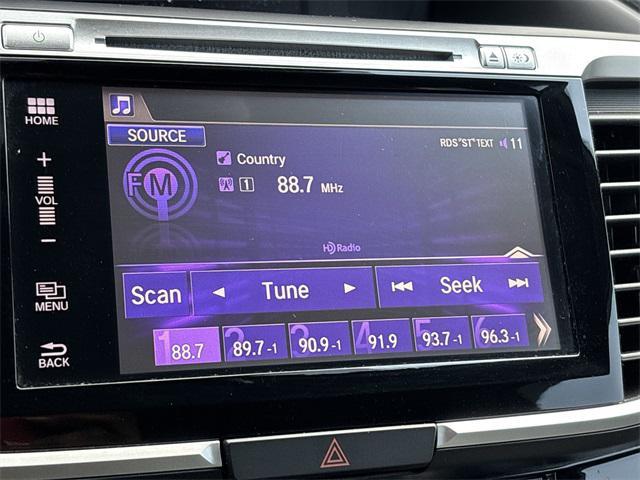 HOME
SOURCE
RDS "ST" TEXT 11
FM
Country
1 88.7 MHz
+
VOL
−
HD Radio
Scan Tune Seek
MENU
1 88.7 2 89.7-1 3 90.9-1 4 91.9 5 93.7-1 6 96.3-1
BACK